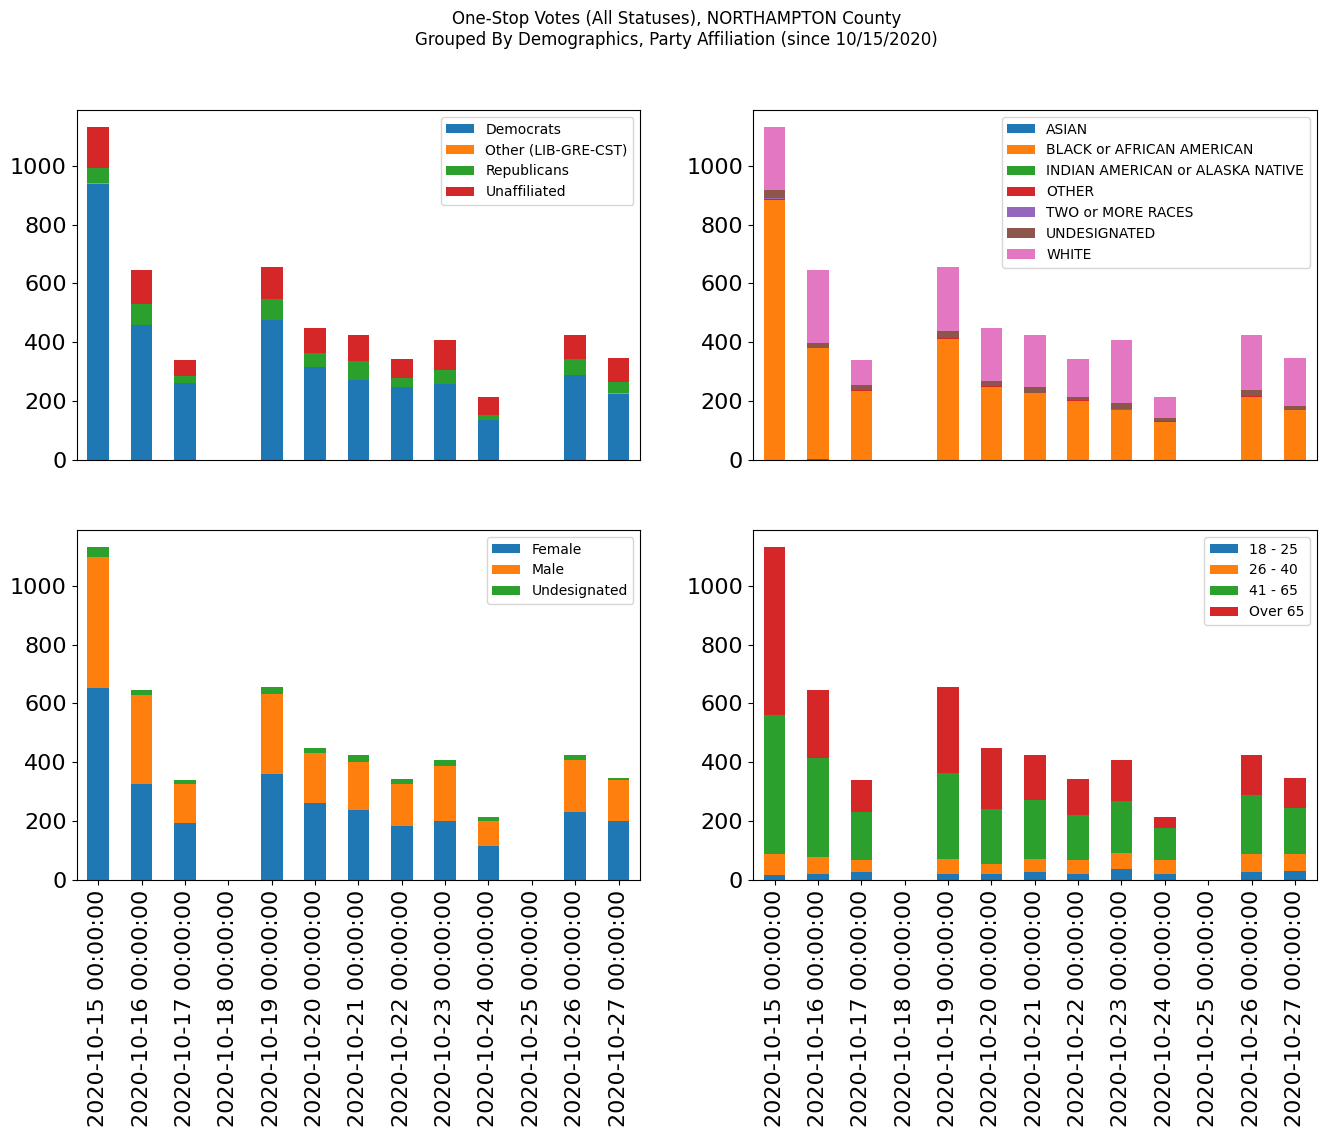 One-Stop Votes (All Statuses), NORTHAMPTON County
Grouped By Demographics, Party Affiliation (since 10/15/2020)
1000
800
600
400
200
0
Democrats
Other (LIB-GRE-CST)
Republicans
Unaffiliated
1000
800
600
400
200
0
ASIAN
BLACK or AFRICAN AMERICAN
INDIAN AMERICAN or ALASKA NATIVE
OTHER
TWO or MORE RACES
UNDESIGNATED
WHITE
1000
800
600
400
200
0
Female
Male
Undesignated
2020-10-15 00:00:00
2020-10-16 00:00:00
2020-10-17 00:00:00
2020-10-18 00:00:00
2020-10-19 00:00:00
2020-10-20 00:00:00
2020-10-21 00:00:00
2020-10-22 00:00:00
2020-10-23 00:00:00
2020-10-24 00:00:00
2020-10-25 00:00:00
2020-10-26 00:00:00
2020-10-27 00:00:00
1000
800
600
400
200
0
18 - 25
26 - 40
41 - 65
Over 65
2020-10-15 00:00:00
2020-10-16 00:00:00
2020-10-17 00:00:00
2020-10-18 00:00:00
2020-10-19 00:00:00
2020-10-20 00:00:00
2020-10-21 00:00:00
2020-10-22 00:00:00
2020-10-23 00:00:00
2020-10-24 00:00:00
2020-10-25 00:00:00
2020-10-26 00:00:00
2020-10-27 00:00:00